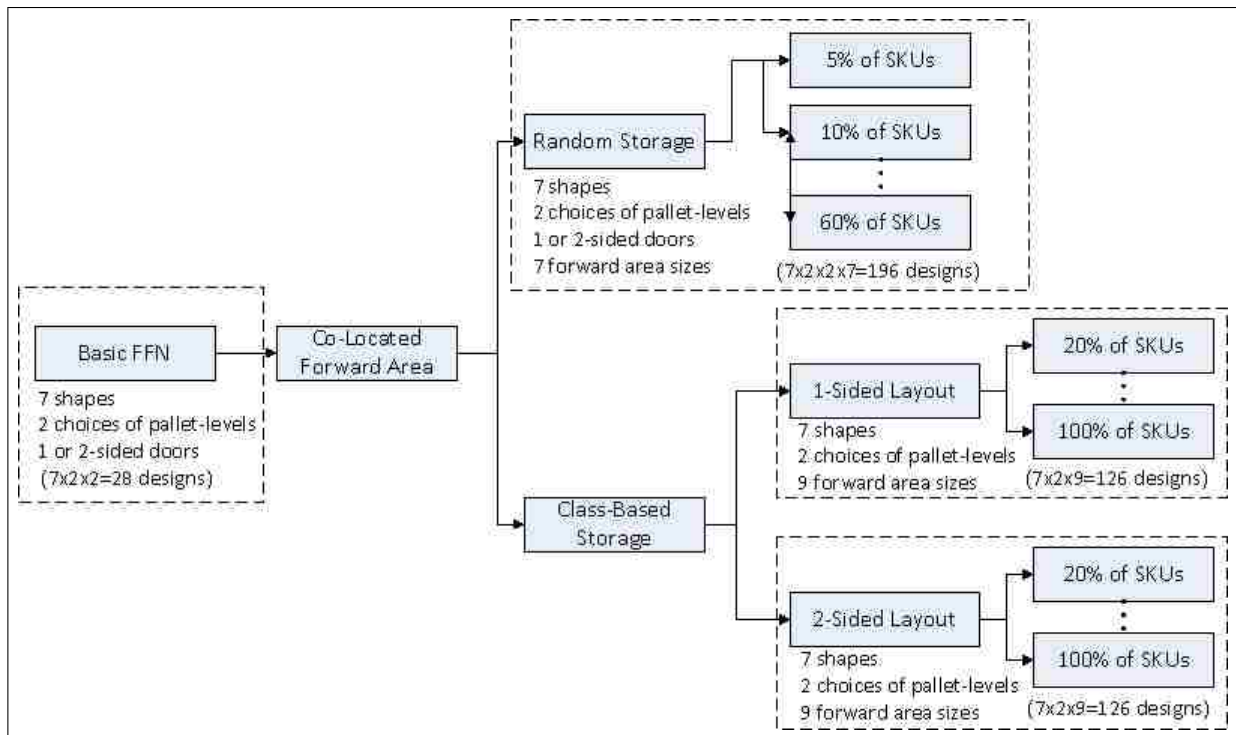 Basic FFN
7 shapes
2 choices of pallet-levels
1 or 2-sided doors
(7x2x2=28 designs)
Co-Located
Forward Area
Random Storage
7 shapes
2 choices of pallet-levels
1 or 2-sided doors
7 forward area sizes
5% of SKUs
10% of SKUs
60% of SKUs
(7x2x2x7=196 designs)
Class-Based
Storage
1-Sided Layout
7 shapes
2 choices of pallet-levels
9 forward area sizes
20% of SKUs
100% of SKUs
(7x2x9=126 designs)
2-Sided Layout
7 shapes
2 choices of pallet-levels
9 forward area sizes
20% of SKUs
100% of SKUs
(7x2x9=126 designs)